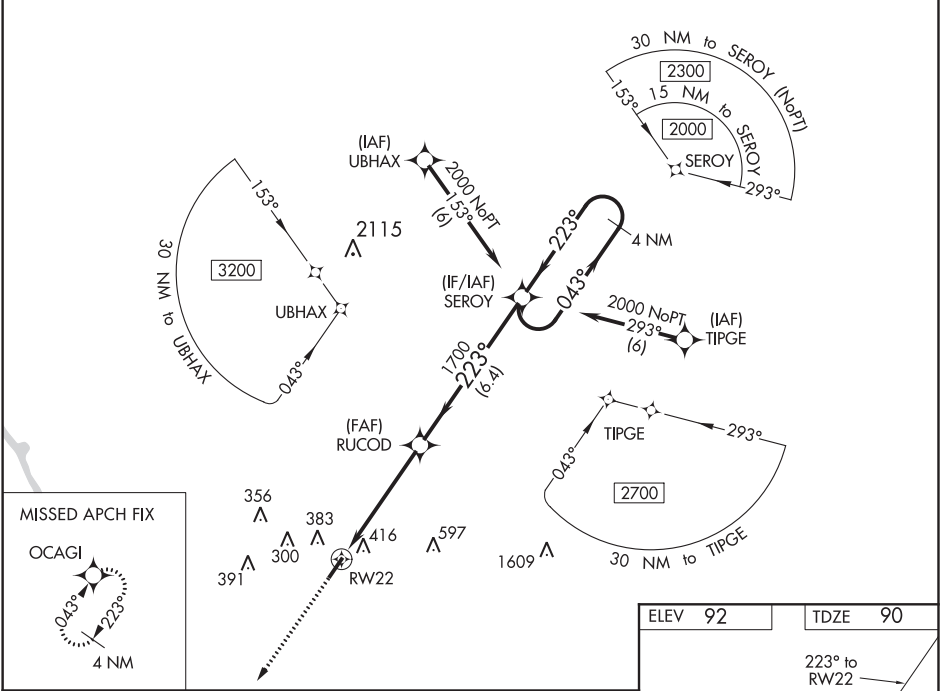 30 NM to SEROY (NoPT)
2300
153°
15 NM to SEROY
2000
SEROY
293°
(IAF)
UBHAX
2000 NoPT
153°
(6)
2115
153°
3200
30 NM to UBHAX
UBHAX
043°
223°
4 NM
043°
(IF/IAF)
SEROY
2000 NoPT
293°
(6)
(IAF)
TIPGE
1700
223°
(6.4)
(FAF)
RUCOD
TIPGE
293°
043°
2700
30 NM to TIPGE
356
383
300
391
416
597
1609
RW22
MISSED APCH FIX
OCAGI
043°
223°
4 NM
ELEV 92
TDZE 90
223° to
RW22